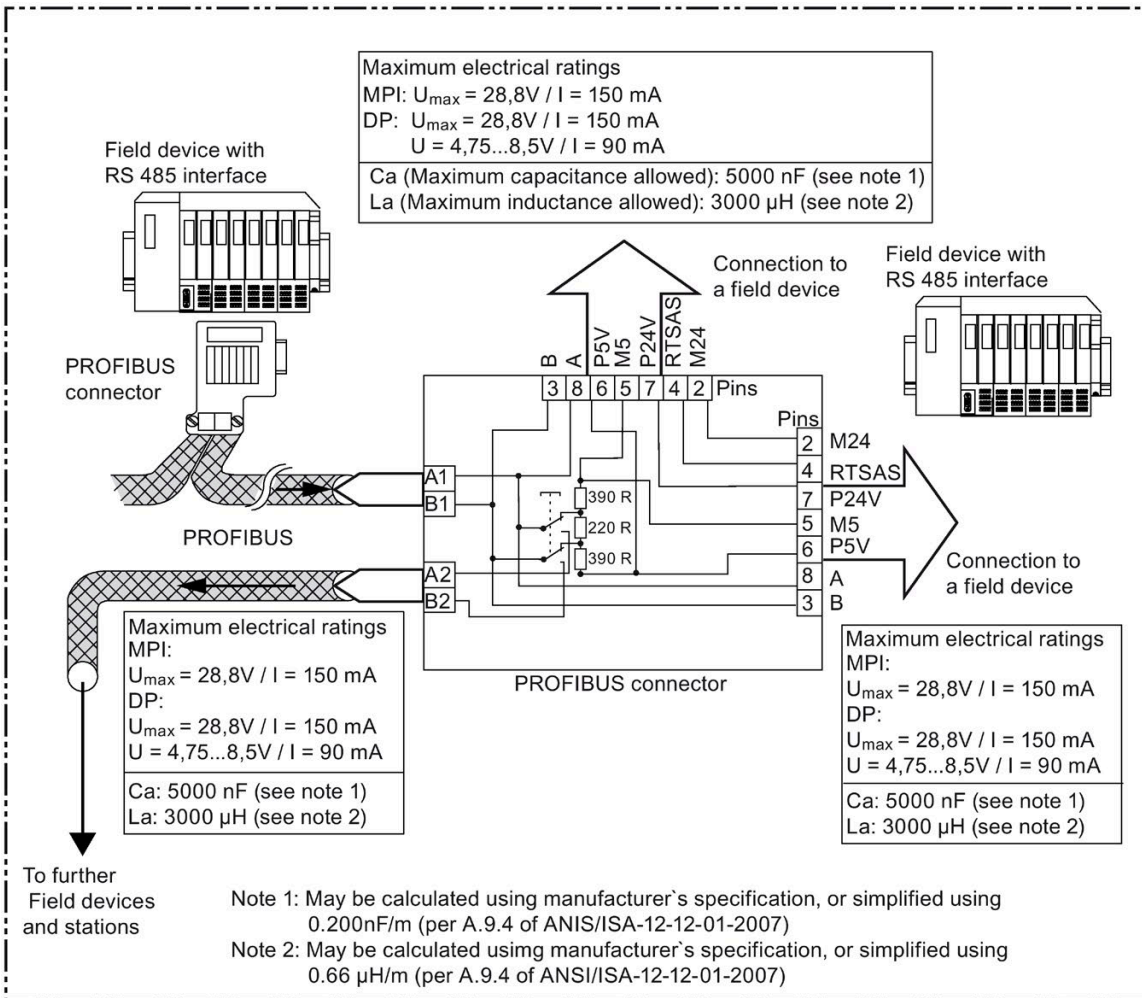 Maximum electrical ratings
MPI: Umax = 28,8V / I = 150 mA
DP: Umax = 28,8V / I = 150 mA
U = 4,75...8,5V / I = 90 mA
Ca (Maximum capacitance allowed): 5000 nF (see note 1)
La (Maximum inductance allowed): 3000 µH (see note 2)
Field device with
RS 485 interface
Connection to
a field device
Field device with
RS 485 interface
PROFIBUS
connector
B
A
P5V
M5
P24V
RTSAS
M24
3 8 6 5 7 4 2 Pins
Pins
2 M24
4 RTSAS
7 P24V
5 M5
6 P5V
8 A
3 B
A1
B1
390 R
220 R
390 R
PROFIBUS
A2
B2
Connection to
a field device
PROFIBUS connector
Maximum electrical ratings
MPI:
Umax = 28,8V / I = 150 mA
DP:
Umax = 28,8V / I = 150 mA
U = 4,75...8,5V / I = 90 mA
Ca: 5000 nF (see note 1)
La: 3000 µH (see note 2)
Maximum electrical ratings
MPI:
Umax = 28,8V / I = 150 mA
DP:
Umax = 28,8V / I = 150 mA
U = 4,75...8,5V / I = 90 mA
Ca: 5000 nF (see note 1)
La: 3000 µH (see note 2)
To further
Field devices
and stations
Note 1: May be calculated using manufacturer`s specification, or simplified using
0.200nF/m (per A.9.4 of ANIS/ISA-12-12-01-2007)
Note 2: May be calculated usimg manufacturer`s specification, or simplified using
0.66 µH/m (per A.9.4 of ANSI/ISA-12-12-01-2007)